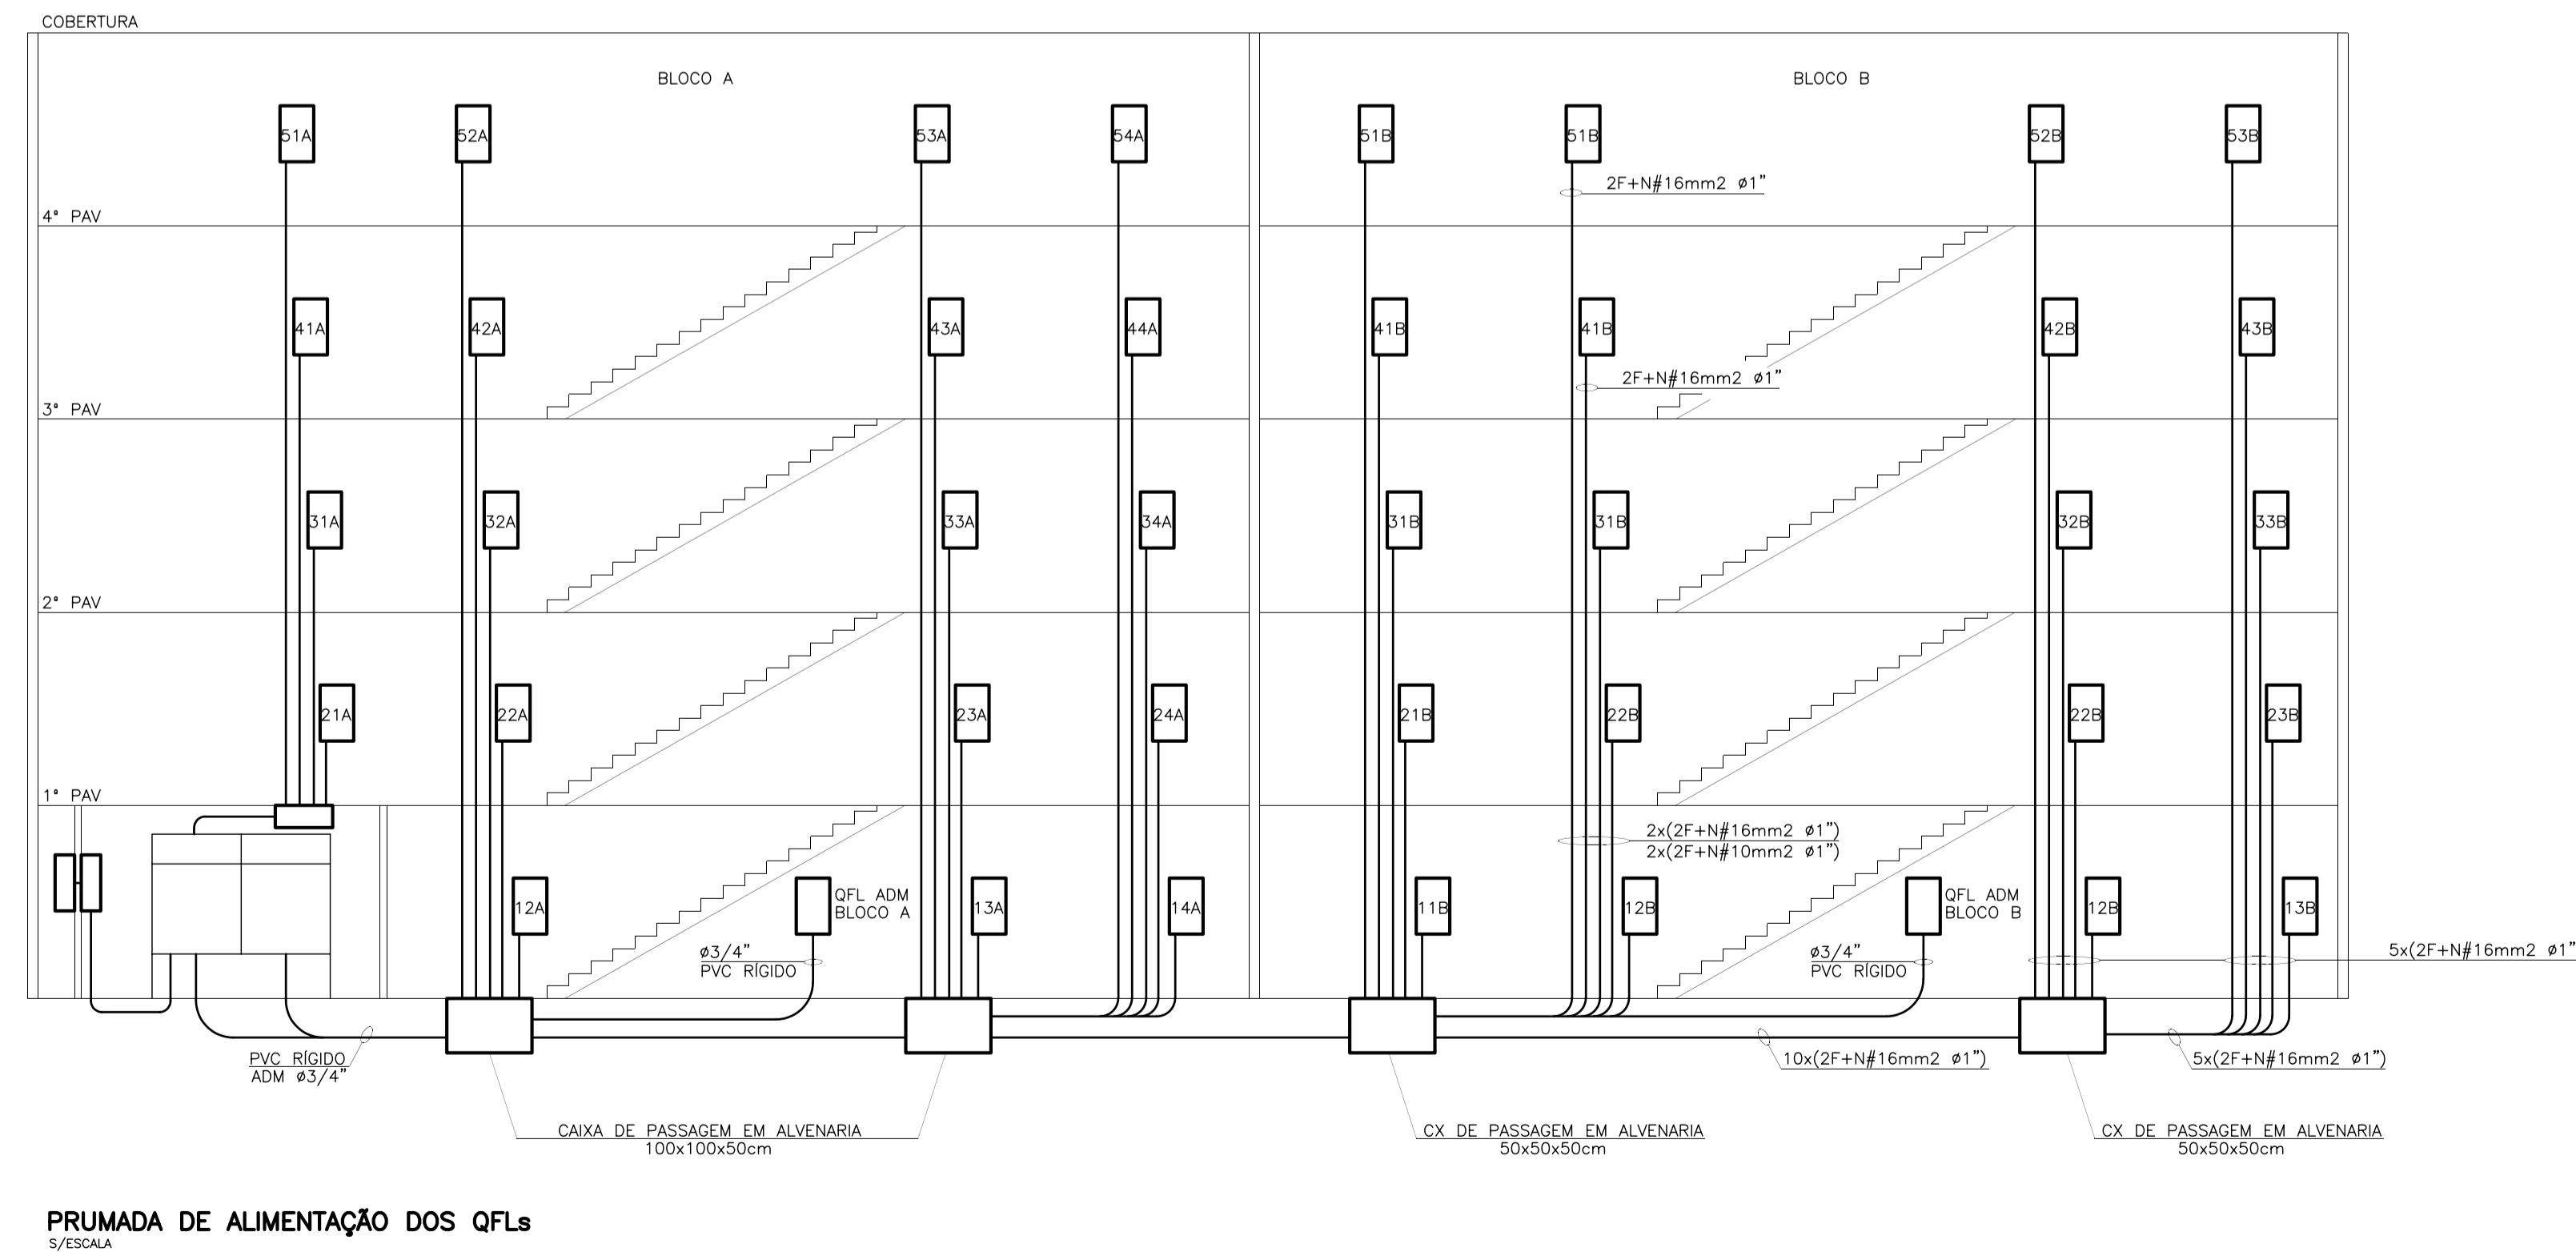 COBERTURA
BLOCO A
BLOCO B
51A
52A
53A
54A
51B
51B
52B
53B
2F+N#16mm2 ø1"
4ª PAV
41A
42A
43A
44A
41B
41B
42B
43B
2F+N#16mm2 ø1"
3ª PAV
31A
32A
33A
34A
31B
31B
32B
33B
2ª PAV
21A
22A
23A
24A
21B
22B
22B
23B
1ª PAV
2x(2F+N#16mm2 ø1")
2x(2F+N#10mm2 ø1")
12A
QFL ADM
BLOCO A
13A
14A
11B
12B
QFL ADM
BLOCO B
12B
13B
ø3/4"
PVC RÍGIDO
ø3/4"
PVC RÍGIDO
5x(2F+N#16mm2 ø1"
PVC RÍGIDO
ADM ø3/4"
10x(2F+N#16mm2 ø1")
5x(2F+N#16mm2 ø1")
CAIXA DE PASSAGEM EM ALVENARIA
100x100x50cm
CX DE PASSAGEM EM ALVENARIA
50x50x50cm
CX DE PASSAGEM EM ALVENARIA
50x50x50cm
PRUMADA DE ALIMENTAÇÃO DOS QFLs
S/ESCALA